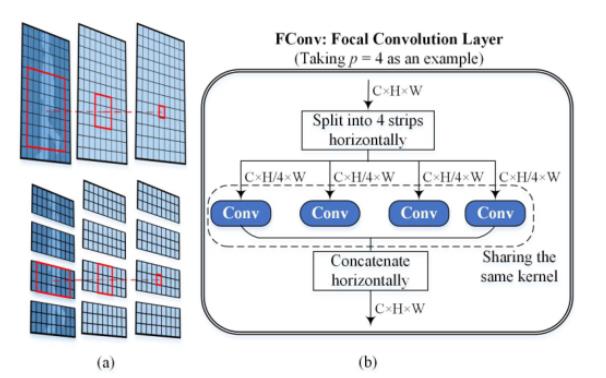 FConv: Focal Convolution Layer
(Taking p = 4 as an example)
C×H×W
Split into 4 strips
horizontally
C×H/4×W C×H/4×W C×H/4×W C×H/4×W
Conv Conv Conv Conv
Concatenate
horizontally
Sharing the
same kernel
C×H×W
(a) (b)